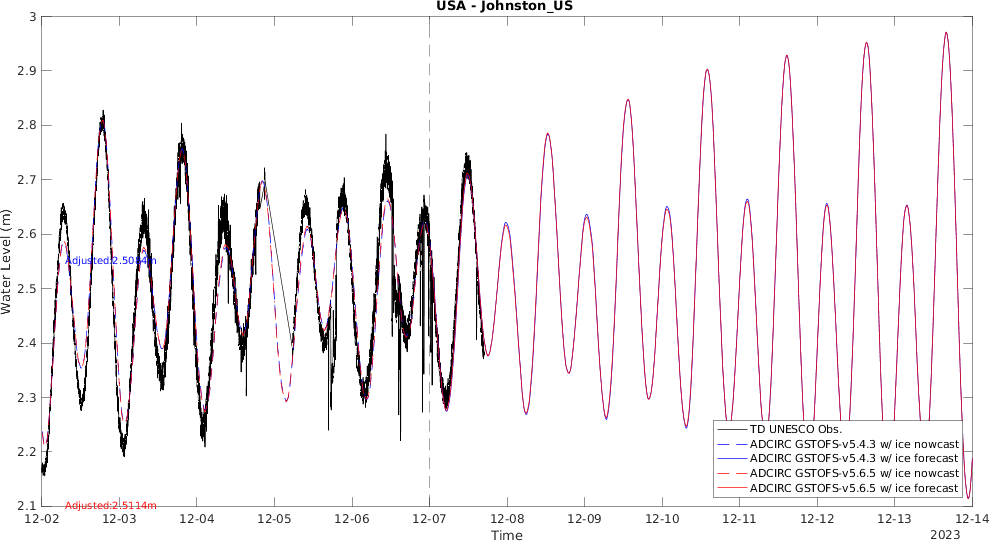 USA - Johnston_US
3
2.9
2.8
2.7
2.6
2.5
2.4
2.3
2.2
2.1
Water Level (m)
Adjusted:2.5084m
Adjusted:2.5114m
TD UNESCO Obs.
ADCIRC GSTOFS-v5.4.3 w/ ice nowcast
ADCIRC GSTOFS-v5.4.3 w/ ice forecast
ADCIRC GSTOFS-v5.6.5 w/ ice nowcast
ADCIRC GSTOFS-v5.6.5 w/ ice forecast
12-02 12-03 12-04 12-05 12-06 12-07 12-08 12-09 12-10 12-11 12-12 12-13 12-14
Time
2023